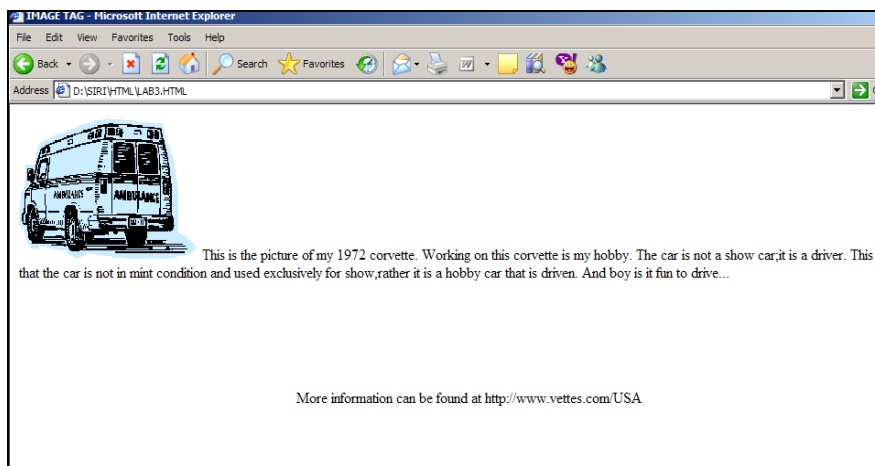 IMAGE TAG - Microsoft Internet Explorer
File Edit View Favorites Tools Help
Back Search Favorites W
Address D:\SIRI\HTML\LAB3.HTML
AMBULANCE AMBULANCE
This is the picture of my 1972 corvette. Working on this corvette is my hobby. The car is not a show car;it is a driver. This
that the car is not in mint condition and used exclusively for show,rather it is a hobby car that is driven. And boy is it fun to drive...
More information can be found at http://www.vettes.com/USA